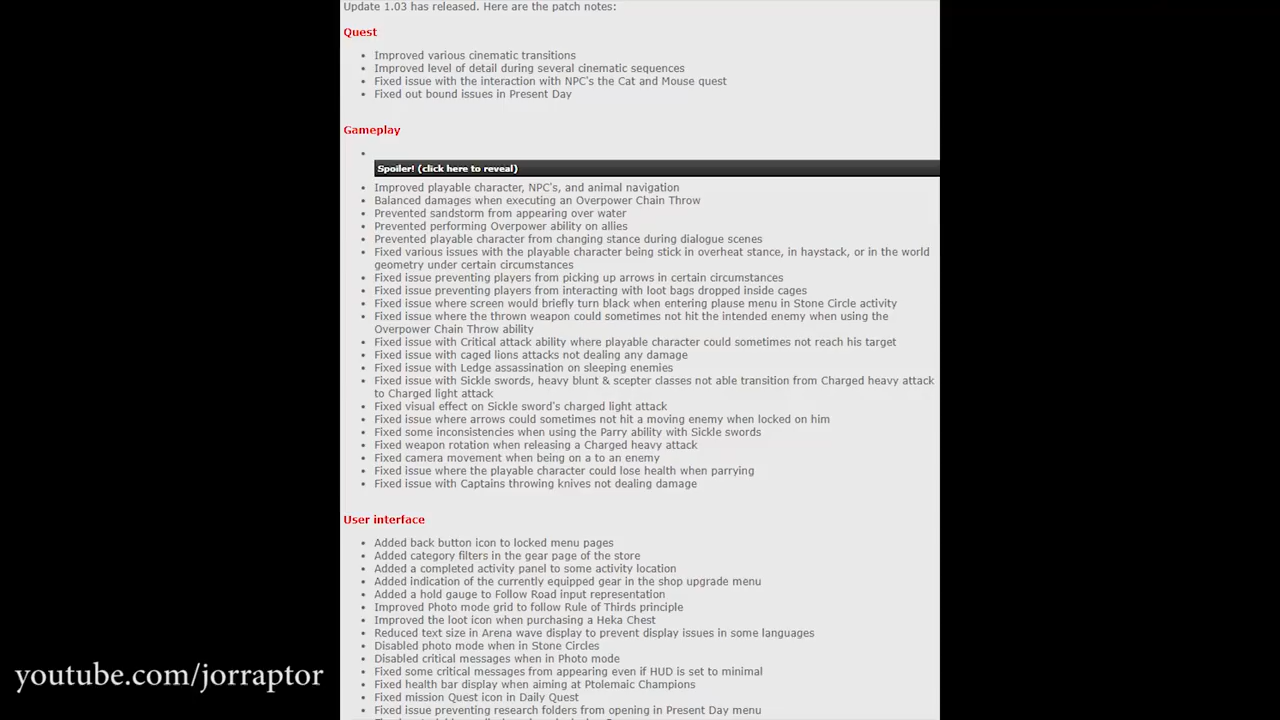 Update 1.03 has released. Here are the patch notes:
Quest
• Improved various cinematic transitions
• Improved level of detail during several cinematic sequences
• Fixed issue with the interaction with NPC's the Cat and Mouse quest
• Fixed out bound issues in Present Day
Gameplay
•
Spoiler! (click here to reveal)
• Improved playable character, NPC's, and animal navigation
• Balanced damages when executing an Overpower Chain Throw
• Prevented sandstorm from appearing over water
• Prevented performing Overpower ability on allies
• Prevented playable character from changing stance during dialogue scenes
• Fixed various issues with the playable character being stick in overheat stance, in haystack, or in the world
geometry under certain circumstances
• Fixed issue preventing players from picking up arrows in certain circumstances
• Fixed issue preventing players from interacting with loot bags dropped inside cages
• Fixed issue where screen would briefly turn black when entering plause menu in Stone Circle activity
• Fixed issue where the thrown weapon could sometimes not hit the intended enemy when using the
Overpower Chain Throw ability
• Fixed issue with Critical attack ability where playable character could sometimes not reach his target
• Fixed issue with caged lions attacks not dealing any damage
• Fixed issue with Ledge assassination on sleeping enemies
• Fixed issue with Sickle swords, heavy blunt & scepter classes not able transition from Charged heavy attack
to Charged light attack
• Fixed visual effect on Sickle sword's charged light attack
• Fixed issue where arrows could sometimes not hit a moving enemy when locked on him
• Fixed some inconsistencies when using the Parry ability with Sickle swords
• Fixed weapon rotation when releasing a Charged heavy attack
• Fixed camera movement when being on a to an enemy
• Fixed issue where the playable character could lose health when parrying
• Fixed issue with Captains throwing knives not dealing damage
User interface
• Added back button icon to locked menu pages
• Added category filters in the gear page of the store
• Added a completed activity panel to some activity location
• Added indication of the currently equipped gear in the shop upgrade menu
• Added a hold gauge to Follow Road input representation
• Improved Photo mode grid to follow Rule of Thirds principle
• Improved the loot icon when purchasing a Heka Chest
• Reduced text size in Arena wave display to prevent display issues in some languages
• Disabled photo mode when in Stone Circles
• Disabled critical messages when in Photo mode
• Fixed some critical messages from appearing even if HUD is set to minimal
• Fixed health bar display when aiming at Ptolemaic Champions
• Fixed mission Quest icon in Daily Quest
• Fixed issue preventing research folders from opening in Present Day menu
youtube.com/jorraptor